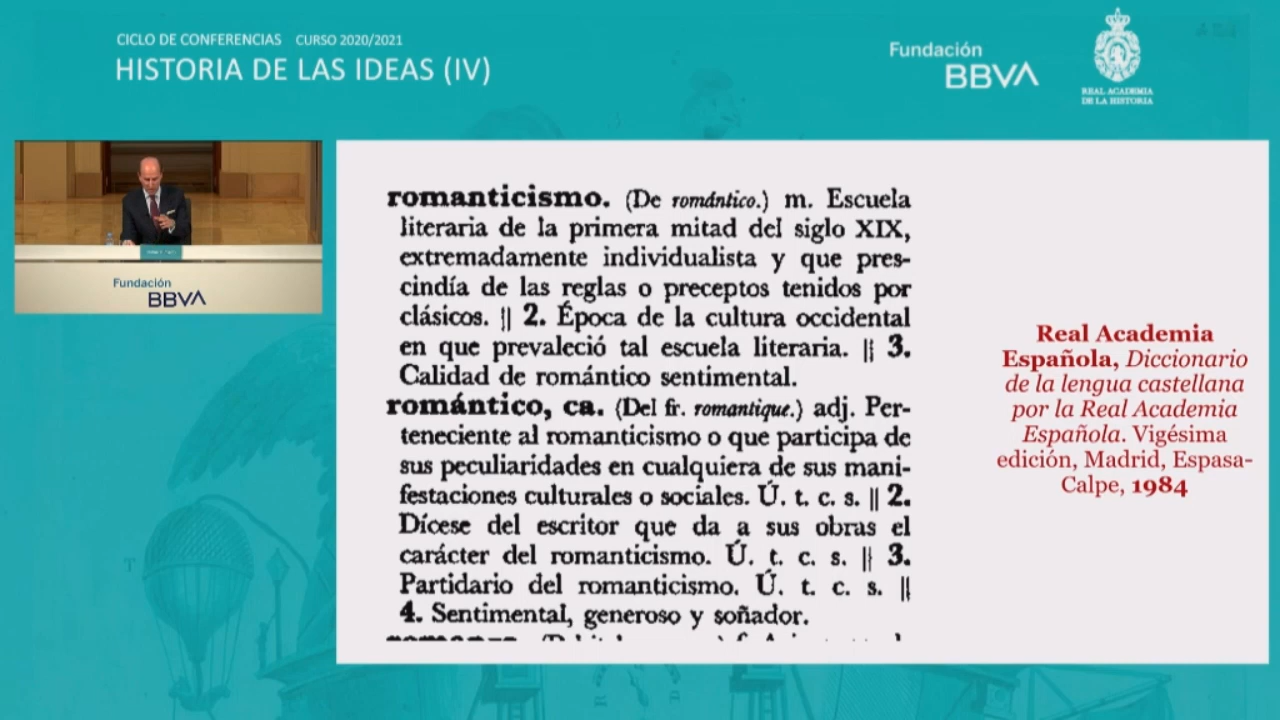 CICLO DE CONFERENCIAS CURSO 2020/2021
HISTORIA DE LAS IDEAS (IV)
Fundación
BBVA
REAL ACADEMIA
DE LA HISTORIA
Fundación
BBVA
romanticismo. (De romántico.) m. Escuela
literaria de la primera mitad del siglo XIX,
extremadamente individualista y que pres-
cindía de las reglas o preceptos tenidos por
clásicos. || 2. Época de la cultura occidental
en que prevaleció tal escuela literaria. || 3.
Calidad de romántico sentimental.
romántico, ca. (Del fr. romantique.) adj. Per-
teneciente al romanticismo o que participa de
sus peculiaridades en cualquiera de sus mani-
festaciones culturales o sociales. Ú. t. c. s. || 2.
Dícese del escritor que da a sus obras el
carácter del romanticismo. Ú. t. c. s. || 3.
Partidario del romanticismo. Ú. t. c. s. ||
4. Sentimental, generoso y soñador.
Real Academia
Española, Diccionario
de la lengua castellana
por la Real Academia
Española. Vigésima
edición, Madrid, Espasa-
Calpe, 1984